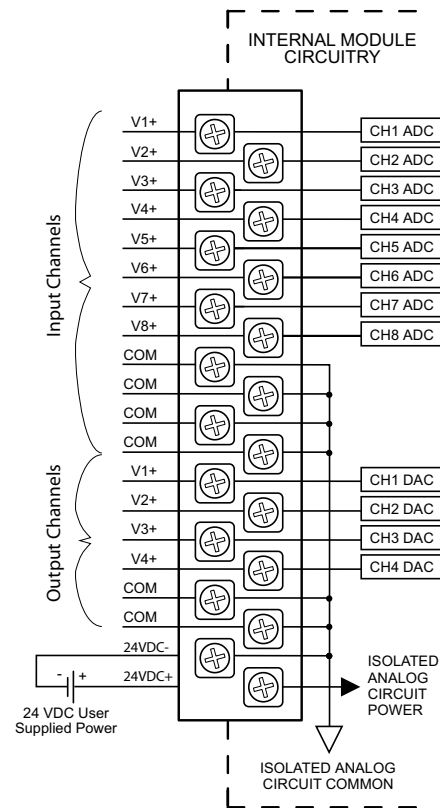 INTERNAL MODULE
CIRCUITRY
V1+
CH1 ADC
V2+
CH2 ADC
V3+
CH3 ADC
V4+
CH4 ADC
V5+
CH5 ADC
V6+
CH6 ADC
V7+
CH7 ADC
V8+
CH8 ADC
COM
COM
COM
COM
Input Channels
V1+
CH1 DAC
V2+
CH2 DAC
V3+
CH3 DAC
V4+
CH4 DAC
COM
COM
Output Channels
24VDC-
24VDC+
- +
24 VDC User
Supplied Power
ISOLATED
ANALOG
CIRCUIT
POWER
ISOLATED ANALOG
CIRCUIT COMMON